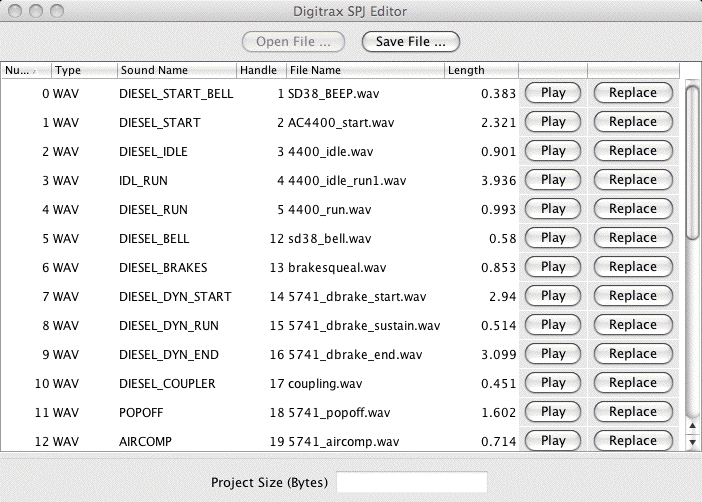 Digitrax SPJ Editor
Open File ... Save File ...
Nu... Type Sound Name Handle File Name Length
0 WAV DIESEL_START_BELL 1 SD38_BEEP.wav 0.383 Play Replace
1 WAV DIESEL_START 2 AC4400_start.wav 2.321 Play Replace
2 WAV DIESEL_IDLE 3 4400_idle.wav 0.901 Play Replace
3 WAV IDL_RUN 4 4400_idle_run1.wav 3.936 Play Replace
4 WAV DIESEL_RUN 5 4400_run.wav 0.993 Play Replace
5 WAV DIESEL_BELL 12 sd38_bell.wav 0.58 Play Replace
6 WAV DIESEL_BRAKES 13 brakesqueal.wav 0.853 Play Replace
7 WAV DIESEL_DYN_START 14 5741_dbrake_start.wav 2.94 Play Replace
8 WAV DIESEL_DYN_RUN 15 5741_dbrake_sustain.wav 0.514 Play Replace
9 WAV DIESEL_DYN_END 16 5741_dbrake_end.wav 3.099 Play Replace
10 WAV DIESEL_COUPLER 17 coupling.wav 0.451 Play Replace
11 WAV POPOFF 18 5741_popoff.wav 1.602 Play Replace
12 WAV AIRCOMP 19 5741_aircomp.wav 0.714 Play Replace
Project Size (Bytes)